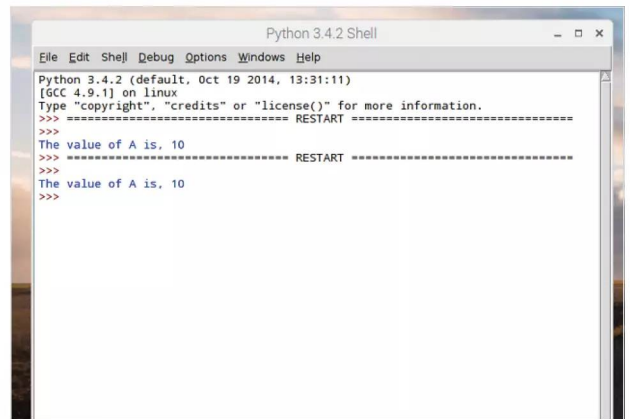 Python 3.4.2 Shell
File Edit Shell Debug Options Windows Help
Python 3.4.2 (default, Oct 19 2014, 13:31:11)
[GCC 4.9.1] on linux
Type "copyright", "credits" or "license()" for more information.
>>> ================================ RESTART ================================
>>>
The value of A is, 10
>>> ================================ RESTART ================================
>>>
The value of A is, 10
>>>